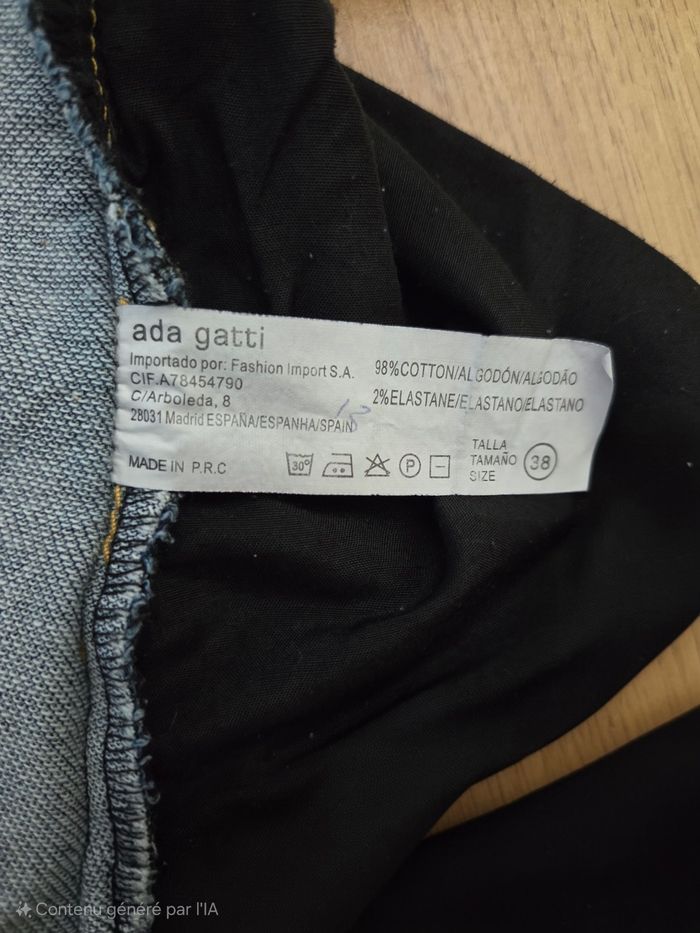 ada gatti
Importado por: Fashion Import S.A.
CIF.A78454790
C/Arboleda, 8
28031 Madrid ESPAÑA/ESPANHA/SPAIN
MADE IN P.R.C
98%COTTON/ALGODÓN/ALGODÃO
2%ELASTANE/ELASTANO/ELASTANO
30°
P
TALLA
TAMAÑO
SIZE
38
Contenu généré par l'IA